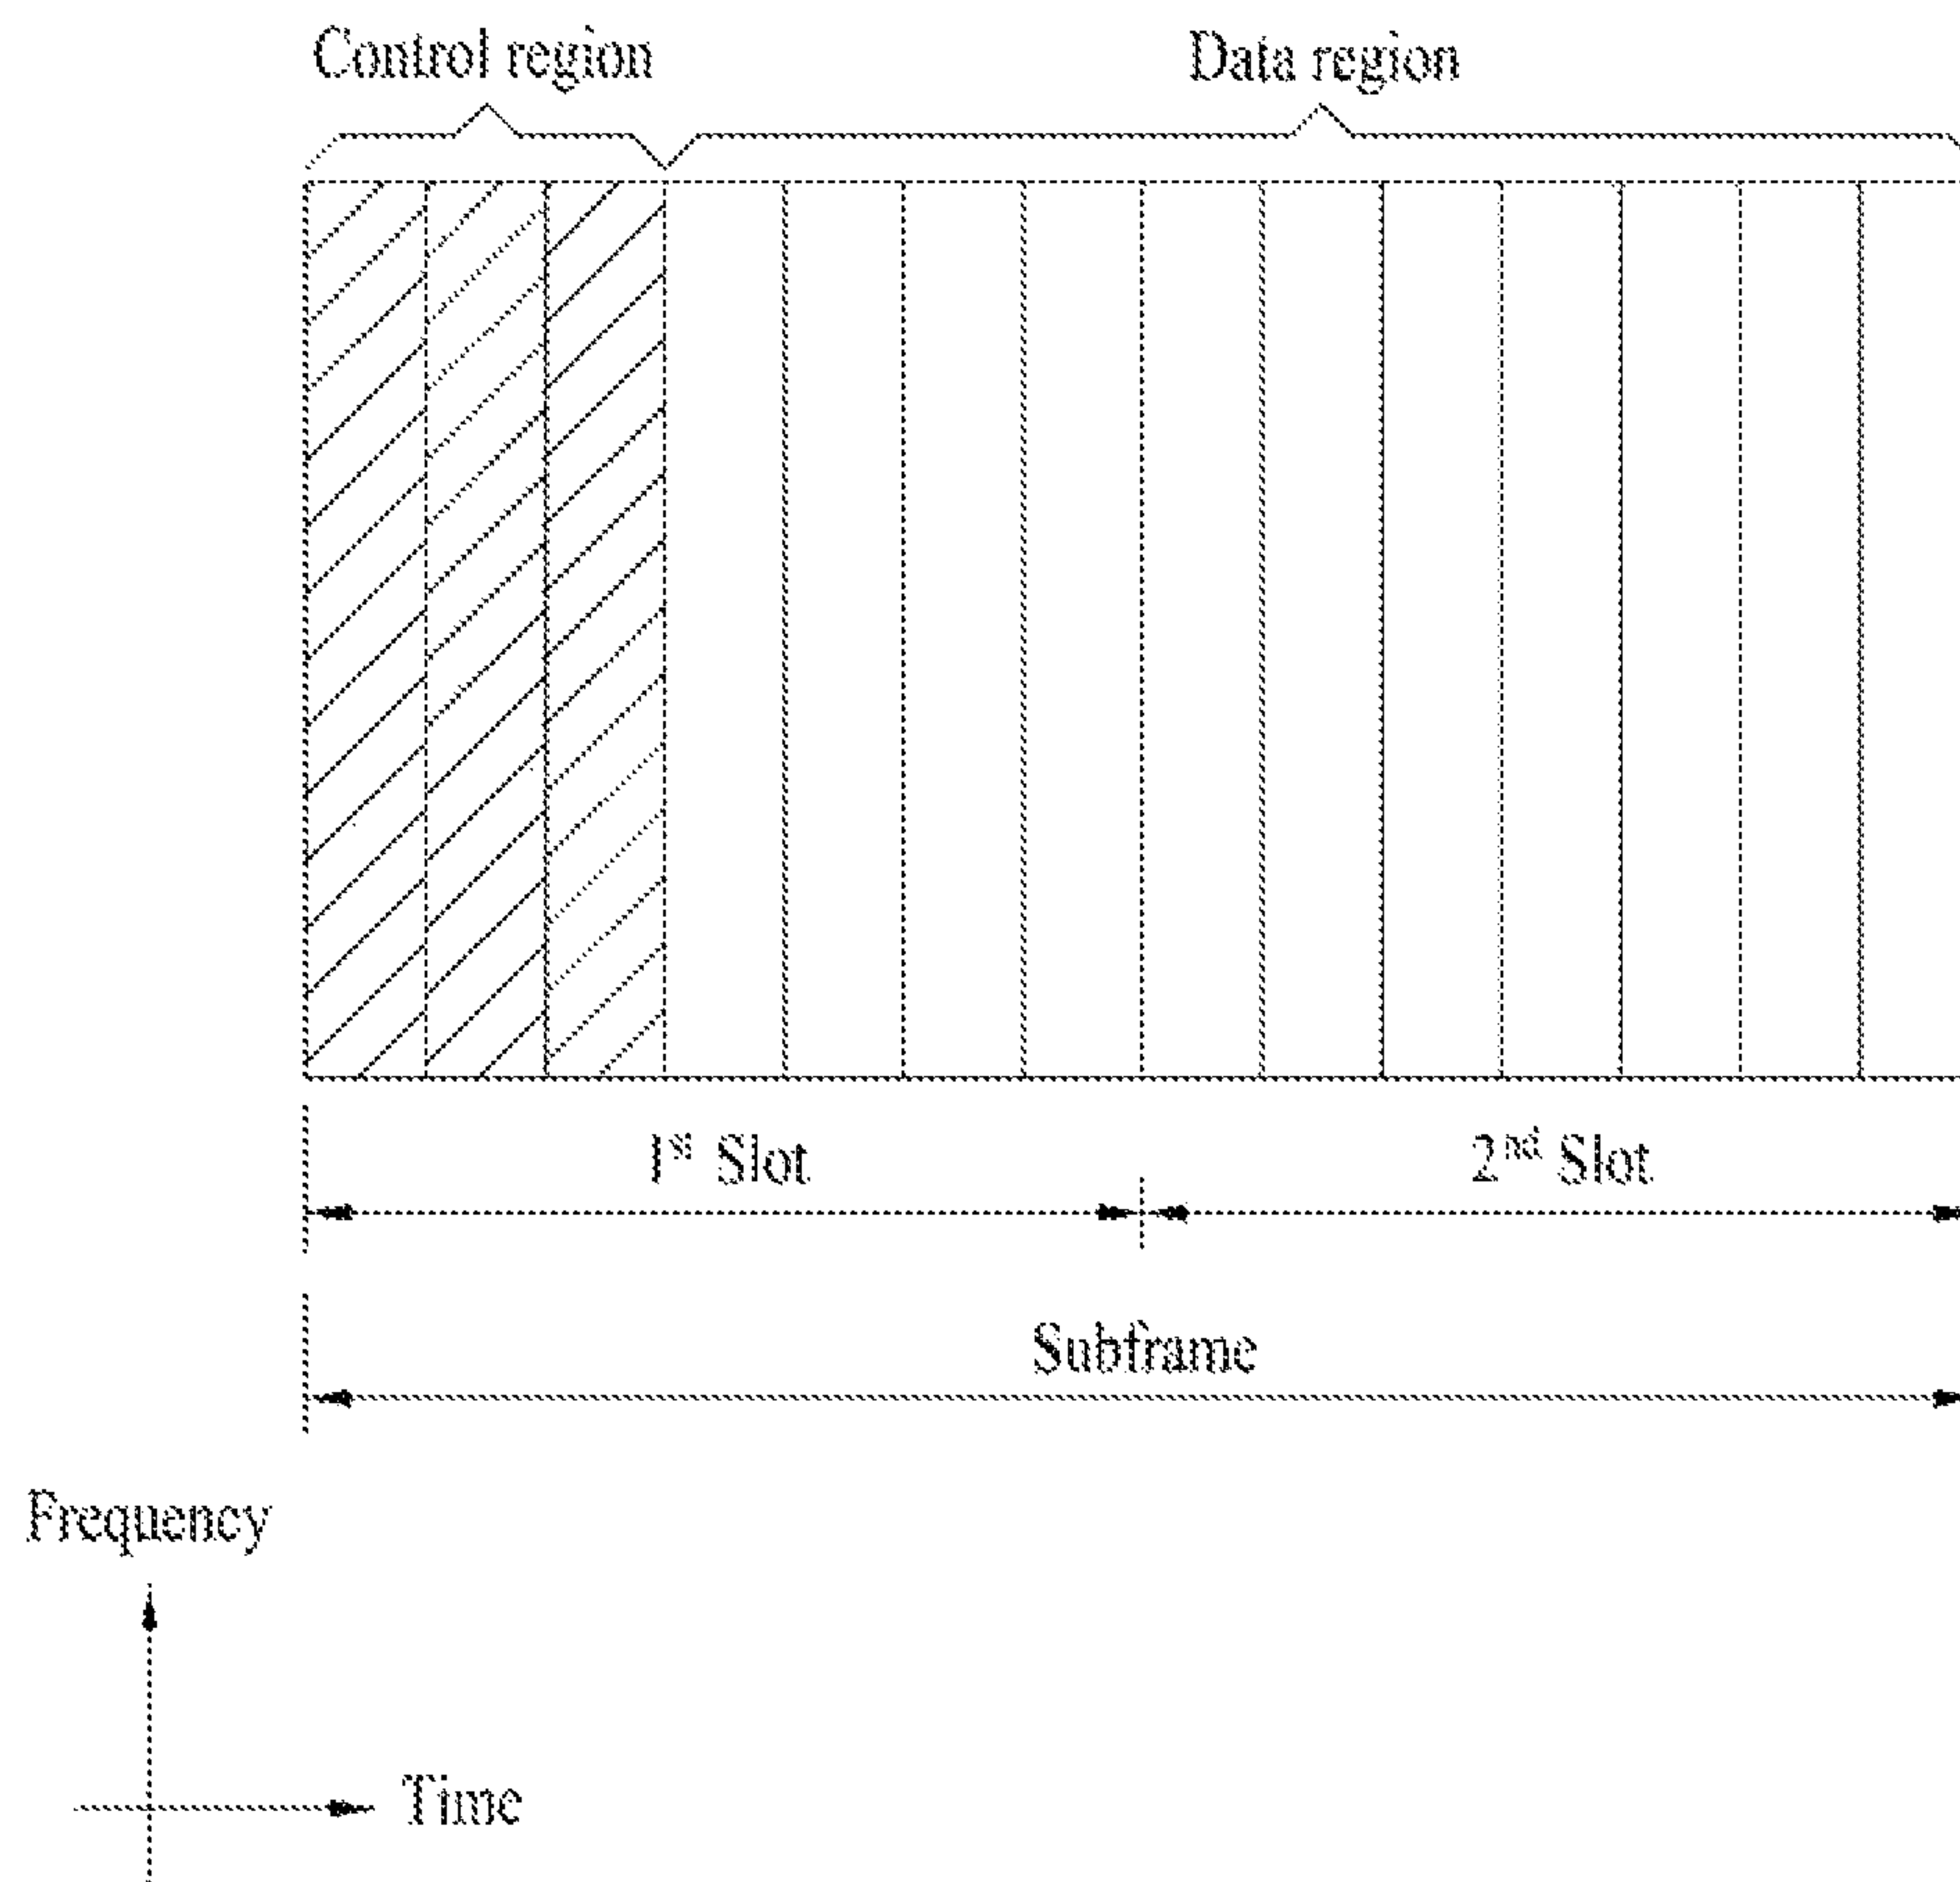 Control region
Data region
1st Slot
2nd Slot
Subframe
Frequency
Time